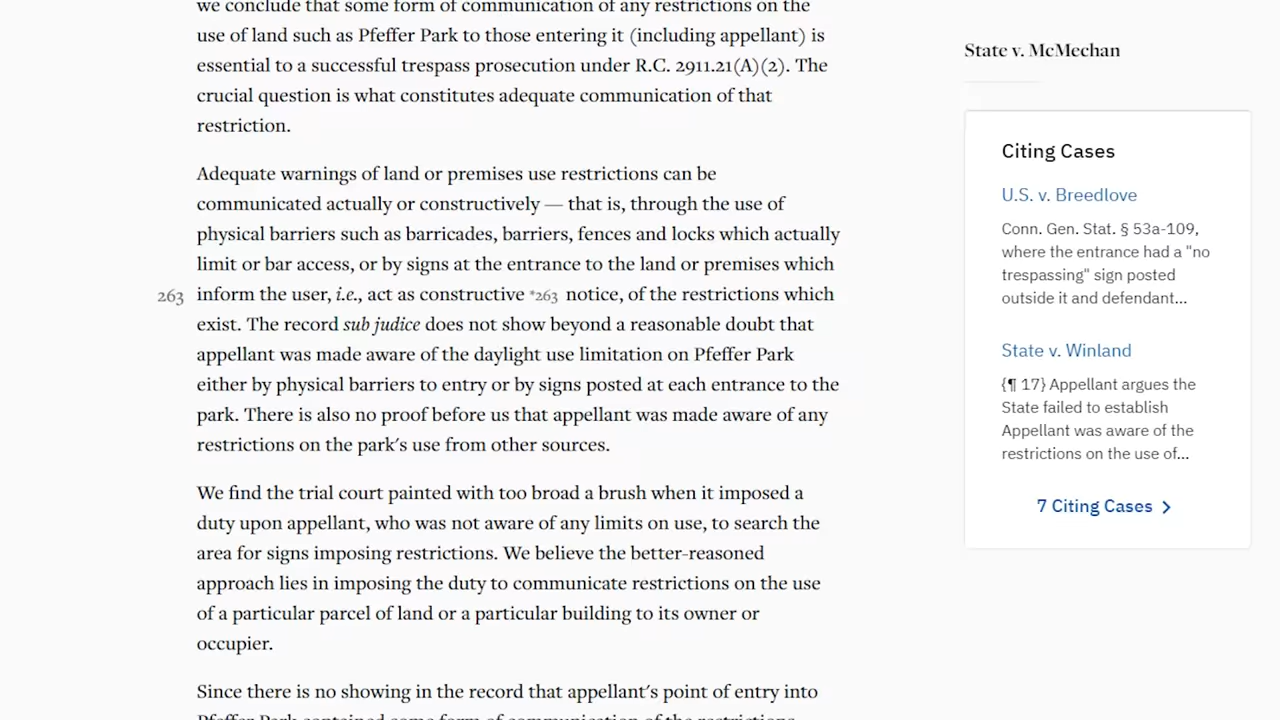 we conclude that some form of communication of any restrictions on the
use of land such as Pfeffer Park to those entering it (including appellant) is
essential to a successful trespass prosecution under R.C. 2911.21(A)(2). The
crucial question is what constitutes adequate communication of that
restriction.
Adequate warnings of land or premises use restrictions can be
communicated actually or constructively — that is, through the use of
physical barriers such as barricades, barriers, fences and locks which actually
limit or bar access, or by signs at the entrance to the land or premises which
263 inform the user, i.e., act as constructive *263 notice, of the restrictions which
exist. The record sub judice does not show beyond a reasonable doubt that
appellant was made aware of the daylight use limitation on Pfeffer Park
either by physical barriers to entry or by signs posted at each entrance to the
park. There is also no proof before us that appellant was made aware of any
restrictions on the park's use from other sources.
We find the trial court painted with too broad a brush when it imposed a
duty upon appellant, who was not aware of any limits on use, to search the
area for signs imposing restrictions. We believe the better-reasoned
approach lies in imposing the duty to communicate restrictions on the use
of a particular parcel of land or a particular building to its owner or
occupier.
Since there is no showing in the record that appellant's point of entry into
Pfeffer Park contained some form of communication of the restrictions
State v. McMechan
Citing Cases
U.S. v. Breedlove
Conn. Gen. Stat. § 53a-109,
where the entrance had a "no
trespassing" sign posted
outside it and defendant...
State v. Winland
{¶ 17} Appellant argues the
State failed to establish
Appellant was aware of the
restrictions on the use of...
7 Citing Cases >